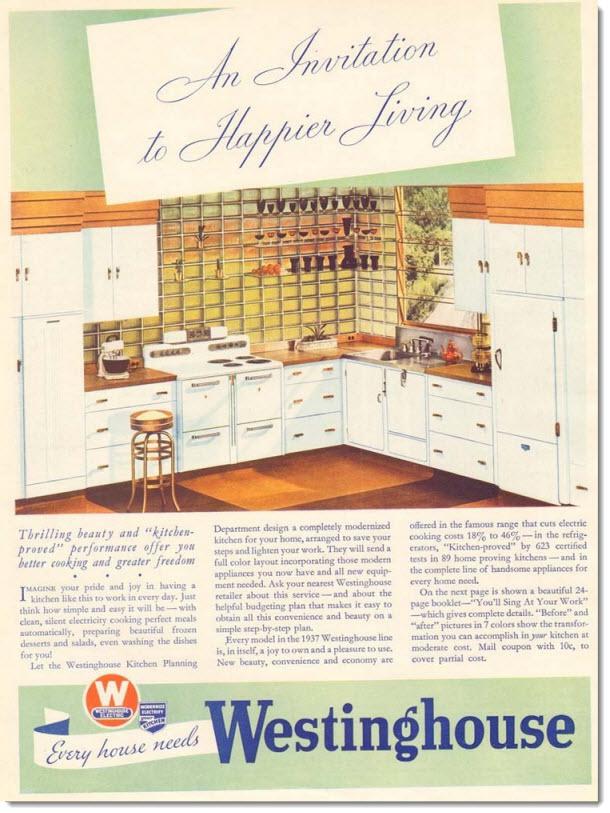 An Invitation
to Happier Living
Thrilling beauty and "kitchen-
proved" performance offer you
better cooking and greater freedom
IMAGINE your pride and joy in having a
kitchen like this to work in every day. Just
think how simple and easy it will be — with
clean, silent electricity cooking perfect meals
automatically, preparing beautiful frozen
desserts and salads, even washing the dishes
for you!
Let the Westinghouse Kitchen Planning
Department design a completely modernized
kitchen for your home, arranged to save your
steps and lighten your work. They will send a
full color layout incorporating those modern
appliances you now have and all new equip-
ment needed. Ask your nearest Westinghouse
retailer about this service — and about the
helpful budgeting plan that makes it easy to
obtain all this convenience and beauty on a
simple step-by-step plan.
Every model in the 1937 Westinghouse line
is, in itself, a joy to own and a pleasure to use.
New beauty, convenience and economy are
offered in the famous range that cuts electric
cooking costs 18% to 46% — in the refrig-
erators, "Kitchen-proved" by 623 certified
tests in 89 home proving kitchens — and in
the complete line of handsome appliances for
every home need.
On the next page is shown a beautiful 24-
page booklet—"You'll Sing At Your Work"
—which gives complete details. "Before" and
"after" pictures in 7 colors show the transfor-
mation you can accomplish in your kitchen at
moderate cost. Mail coupon with 10c, to
cover partial cost.
W
WESTINGHOUSE
ELECTRIC
MODERNIZE
ELECTRIFY
YOUR
KITCHEN
Every house needs
Westinghouse